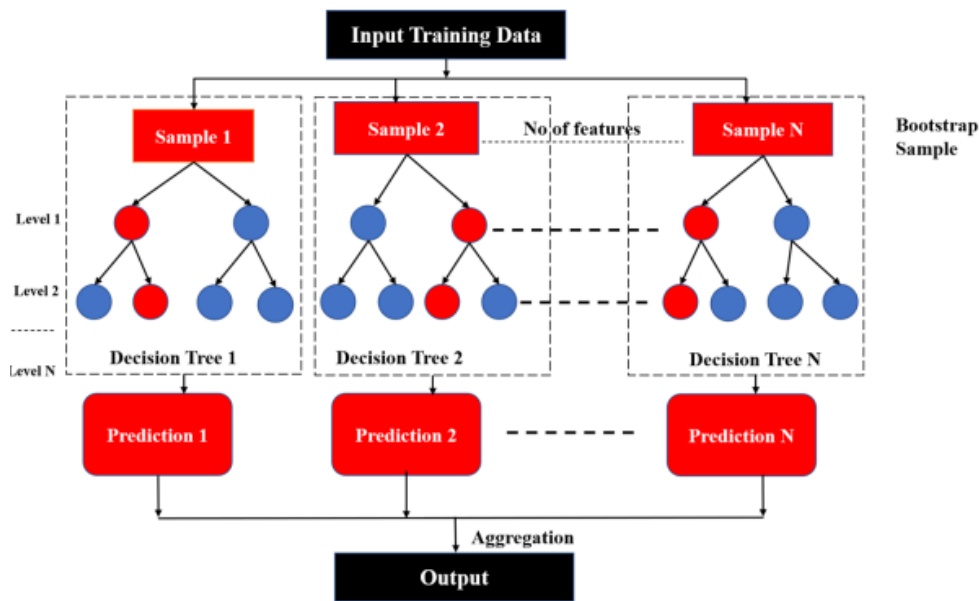 Input Training Data
Sample 1
Sample 2
No of features
Sample N
Bootstrap
Sample
Level 1
Level 2
Level N
Decision Tree 1
Decision Tree 2
Decision Tree N
Prediction 1
Prediction 2
Prediction N
Aggregation
Output